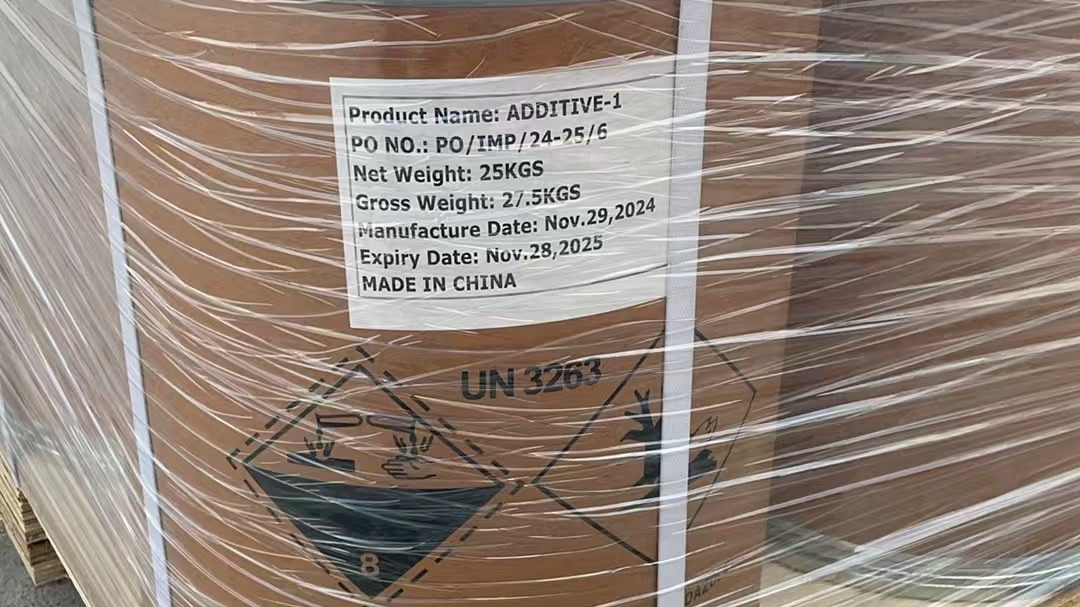 Product Name: ADDITIVE-1
PO NO.: PO/IMP/24-25/6
Net Weight: 25KGS
Gross Weight: 27.5KGS
Manufacture Date: Nov.29,2024
Expiry Date: Nov.28,2025
MADE IN CHINA
UN 3263
8